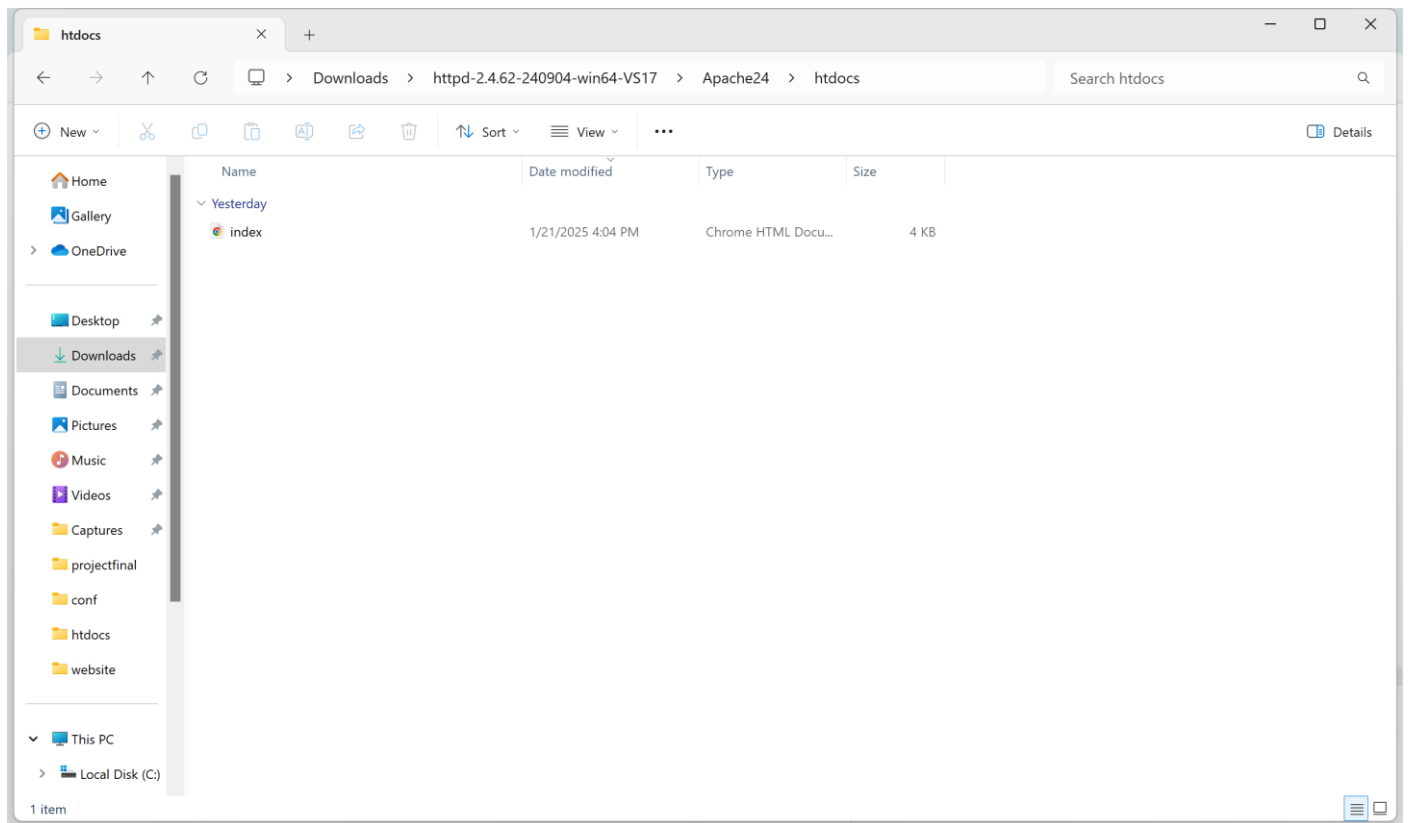 htdocs
Downloads > httpd-2.4.62-240904-win64-VS17 > Apache24 > htdocs
Search htdocs
New
Sort
View
Details
Name Date modified Type Size
Yesterday
index 1/21/2025 4:04 PM Chrome HTML Docu... 4 KB
Home
Gallery
OneDrive
Desktop
Downloads
Documents
Pictures
Music
Videos
Captures
projectfinal
conf
htdocs
website
This PC
Local Disk (C:)
1 item